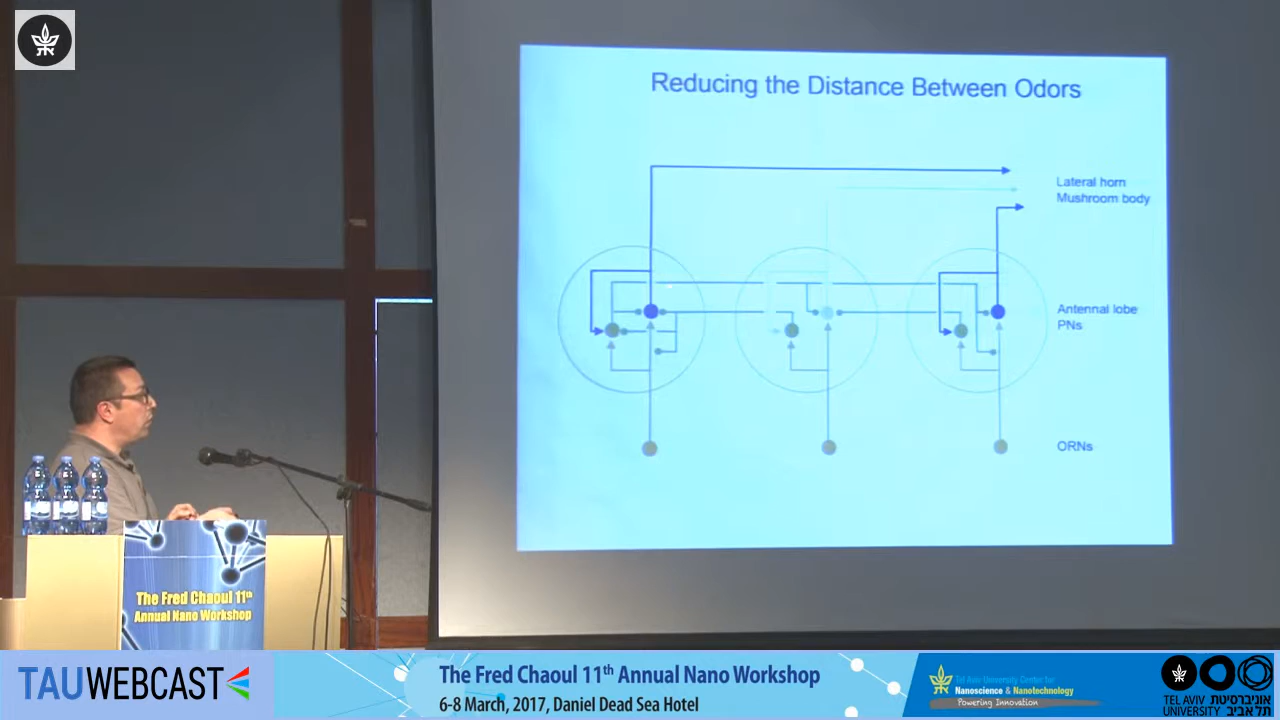 את
Reducing the Distance Between Odors
Lateral horn
Mushroom body
Antennal lobe
PNs
ORNs
The Fred Chaoul 11th
Annual Nano Workshop
TAUWEBCAST
The Fred Chaoul 11th Annual Nano Workshop
6-8 March, 2017, Daniel Dead Sea Hotel
Tel Aviv University Center for
Nanoscience & Nanotechnology
Powering Innovation
TEL AVIV אוניברסיטת
UNIVERSITY תל אביב